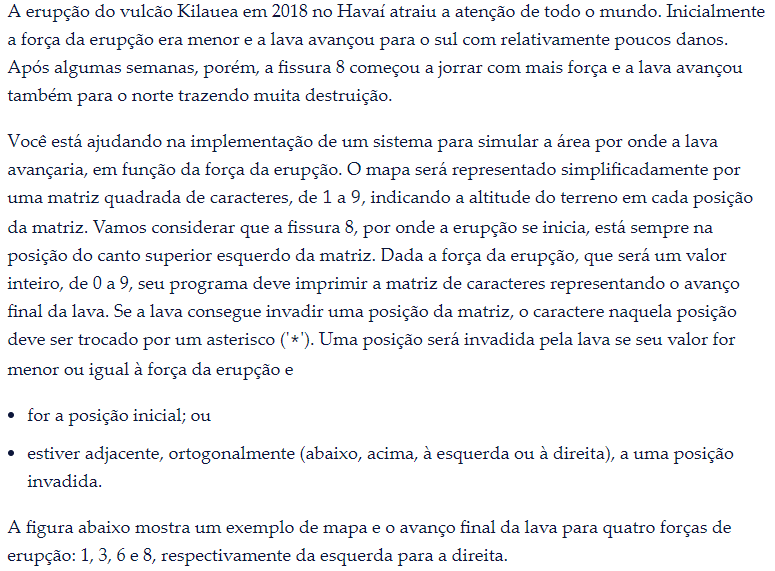 A erupção do vulcão Kilauea em 2018 no Havaí atraiu a atenção de todo o mundo. Inicialmente
a força da erupção era menor e a lava avançou para o sul com relativamente poucos danos.
Após algumas semanas, porém, a fissura 8 começou a jorrar com mais força e a lava avançou
também para o norte trazendo muita destruição.
Você está ajudando na implementação de um sistema para simular a área por onde a lava
avançaria, em função da força da erupção. O mapa será representado simplificadamente por
uma matriz quadrada de caracteres, de 1 a 9, indicando a altitude do terreno em cada posição
da matriz. Vamos considerar que a fissura 8, por onde a erupção se inicia, está sempre na
posição do canto superior esquerdo da matriz. Dada a força da erupção, que será um valor
inteiro, de 0 a 9, seu programa deve imprimir a matriz de caracteres representando o avanço
final da lava. Se a lava consegue invadir uma posição da matriz, o caractere naquela posição
deve ser trocado por um asterisco ('*'). Uma posição será invadida pela lava se seu valor for
menor ou igual à força da erupção e
• for a posição inicial; ou
• estiver adjacente, ortogonalmente (abaixo, acima, à esquerda ou à direita), a uma posição
invadida.
A figura abaixo mostra um exemplo de mapa e o avanço final da lava para quatro forças de
erupção: 1, 3, 6 e 8, respectivamente da esquerda para a direita.